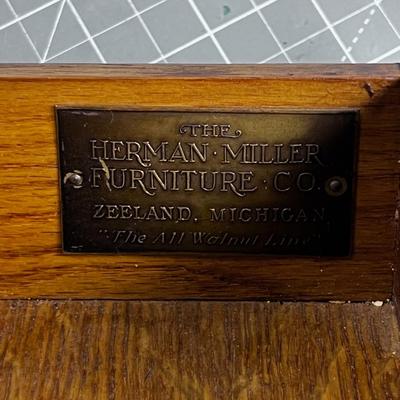 THE
HERMAN · MILLER
FURNITURE · CO.
ZEELAND, MICHIGAN
"The All Walnut Line"